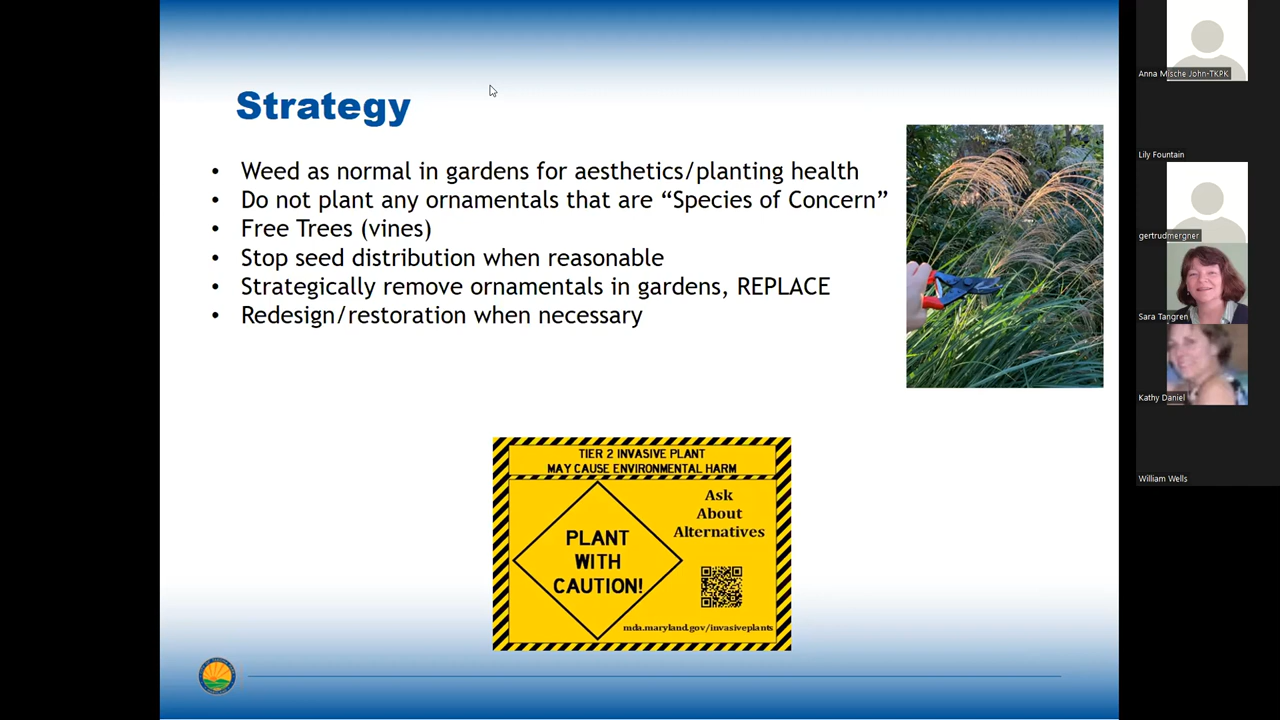 Strategy
• Weed as normal in gardens for aesthetics/planting health
• Do not plant any ornamentals that are “Species of Concern”
• Free Trees (vines)
• Stop seed distribution when reasonable
• Strategically remove ornamentals in gardens, REPLACE
• Redesign/restoration when necessary
TIER 2 INVASIVE PLANT
MAY CAUSE ENVIRONMENTAL HARM
PLANT
WITH
CAUTION!
Ask
About
Alternatives
mda.maryland.gov/invasiveplants
Anna Mische John-TKPK
Lily Fountain
gertrudmergner
Sara Tangren
Kathy Daniel
William Wells